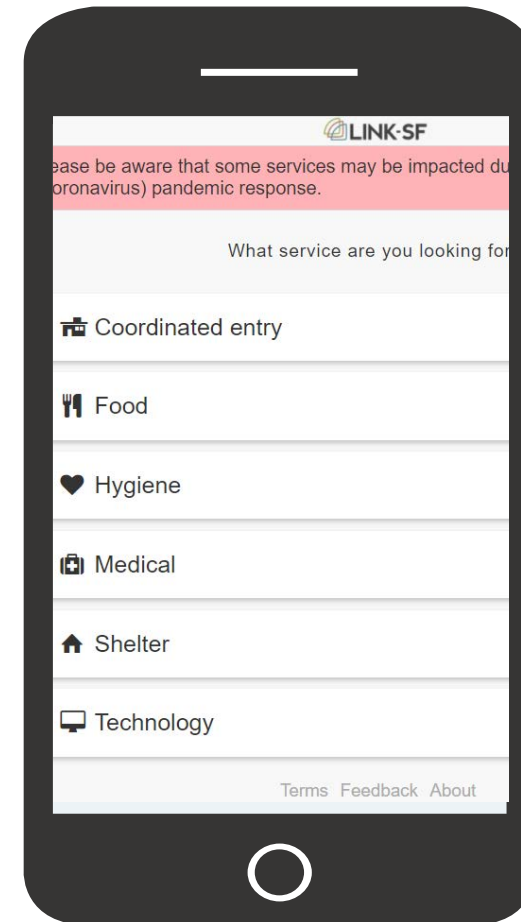 LINK-SF
ease be aware that some services may be impacted du
oronavirus) pandemic response.
What service are you looking for
Coordinated entry
Food
Hygiene
Medical
Shelter
Technology
Terms Feedback About